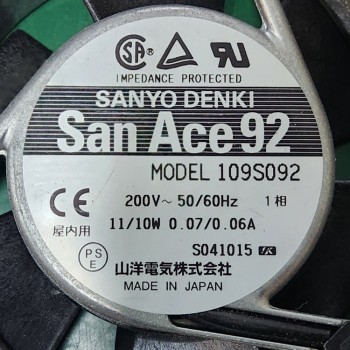 IMPEDANCE PROTECTED
SANYO DENKI
San Ace 92
MODEL 109S092
200V～ 50/60Hz 1相
屋内用 11/10W 0.07/0.06A
PS
E
S041015
山洋電気株式会社
MADE IN JAPAN